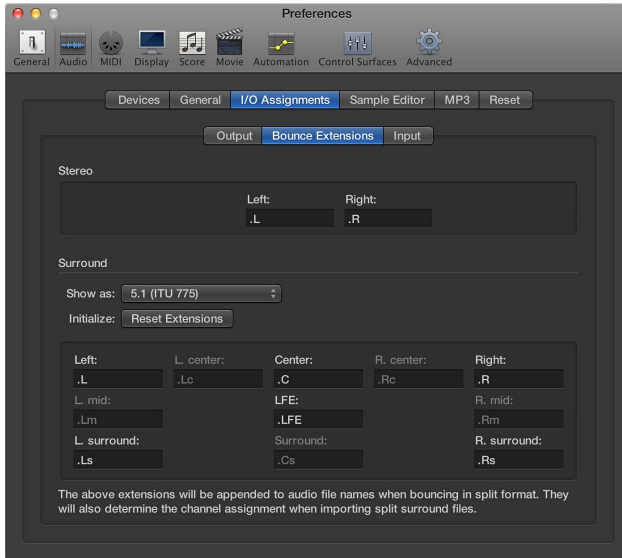 Preferences
General Audio MIDI Display Score Movie Automation Control Surfaces Advanced
Devices General I/O Assignments Sample Editor MP3 Reset
Output Bounce Extensions Input
Stereo
Left: Right:
.L .R
Surround
Show as: 5.1 (ITU 775)
Initialize: Reset Extensions
Left: L. center: Center: R. center: Right:
.L .Lc .C .Rc .R
L. mid: LFE: R. mid:
.Lm .LFE .Rm
L. surround: Surround: R. surround:
.Ls .Cs .Rs
The above extensions will be appended to audio file names when bouncing in split format. They
will also determine the channel assignment when importing split surround files.